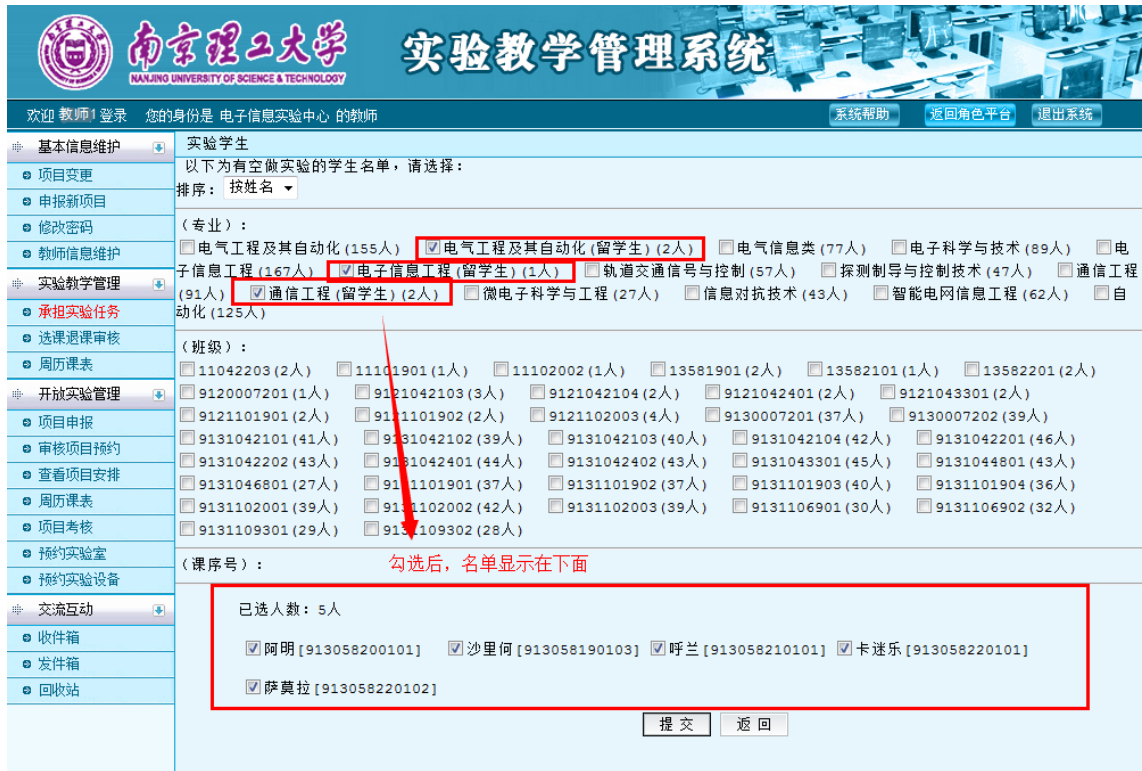 南京理工大学
NANJING UNIVERSITY OF SCIENCE & TECHNOLOGY
实验教学管理系统
欢迎 教师1 登录 您的身份是 电子信息实验中心 的教师
系统帮助 返回角色平台 退出系统
基本信息维护
项目变更
申报新项目
修改密码
教师信息维护
实验教学管理
承担实验任务
选课退课审核
周历课表
开放实验管理
项目申报
审核项目预约
查看项目安排
周历课表
项目考核
预约实验室
预约实验设备
交流互动
收件箱
发件箱
回收站
实验学生
以下为有空做实验的学生名单，请选择：
排序： 按姓名
（专业）：
电气工程及其自动化(155人) 电气工程及其自动化(留学生)(2人) 电气信息类(77人) 电子科学与技术(89人) 电
子信息工程(167人) 电子信息工程(留学生)(1人) 轨道交通信号与控制(57人) 探测制导与控制技术(47人) 通信工程
(91人) 通信工程(留学生)(2人) 微电子科学与工程(27人) 信息对抗技术(43人) 智能电网信息工程(62人) 自
动化(125人)
（班级）：
11042203(2人) 11101901(1人) 11102002(1人) 13581901(2人) 13582101(1人) 13582201(2人)
9120007201(1人) 9121042103(3人) 9121042104(2人) 9121042401(2人) 9121043301(2人)
9121101901(2人) 9121101902(2人) 9121102003(4人) 9130007201(37人) 9130007202(39人)
9131042101(41人) 9131042102(39人) 9131042103(40人) 9131042104(42人) 9131042201(46人)
9131042202(43人) 9131042401(44人) 9131042402(43人) 9131043301(45人) 9131044801(43人)
9131046801(27人) 9131101901(37人) 9131101902(37人) 9131101903(40人) 9131101904(36人)
9131102001(39人) 9131102002(42人) 9131102003(39人) 9131106901(30人) 9131106902(32人)
9131109301(29人) 9131109302(28人)
（课序号）：
勾选后，名单显示在下面
已选人数：5人
阿明[913058200101] 沙里何[913058190103] 呼兰[913058210101] 卡迷乐[913058220101]
萨莫拉[913058220102]
提交 返回